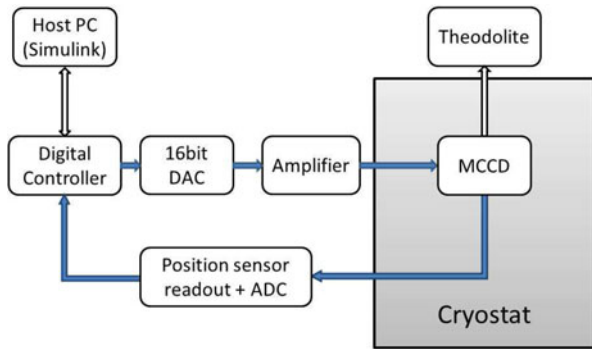 Host PC
(Simulink)
Theodolite
Digital
Controller
16bit
DAC
Amplifier
MCCD
Position sensor
readout + ADC
Cryostat